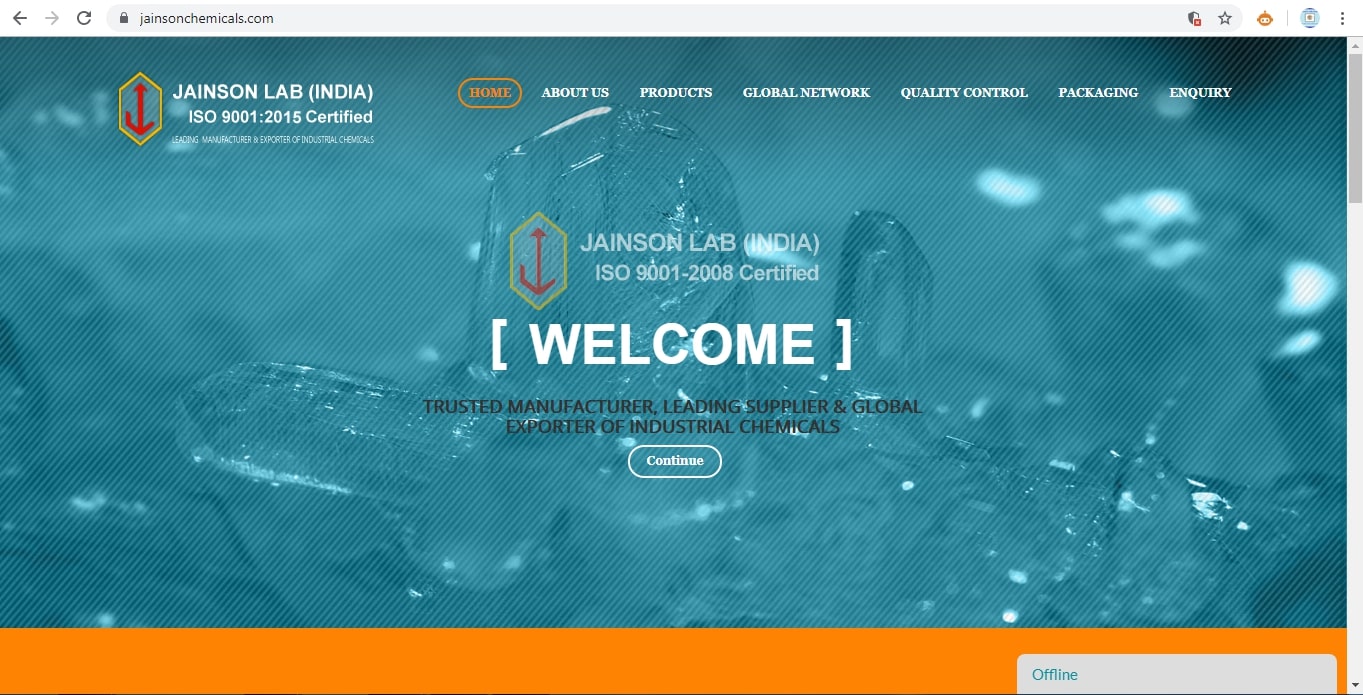 jainsonchemicals.com
JAINSON LAB (INDIA)
ISO 9001:2015 Certified
LEADING MANUFACTURER & EXPORTER OF INDUSTRIAL CHEMICALS
HOME ABOUT US PRODUCTS GLOBAL NETWORK QUALITY CONTROL PACKAGING ENQUIRY
JAINSON LAB (INDIA)
ISO 9001-2008 Certified
[ WELCOME ]
TRUSTED MANUFACTURER, LEADING SUPPLIER & GLOBAL
EXPORTER OF INDUSTRIAL CHEMICALS
Continue
Offline